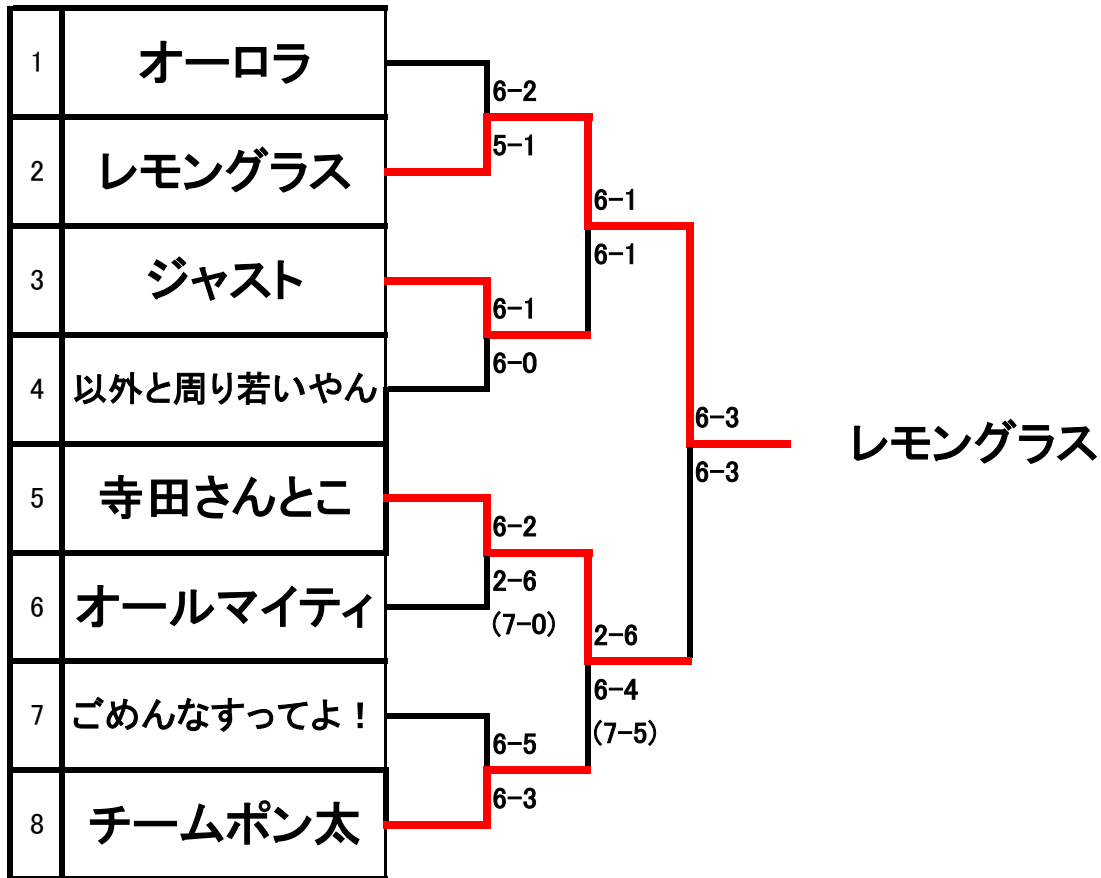 1 オーロラ
2 レモングラス
3 ジャスト
4 以外と周り若いやん
5 寺田さんとこ
6 オールマイティ
7 ごめんなすってよ！
8 チームポン太
6-2
5-1
6-1
6-0
6-2
2-6
(7-0)
6-5
6-3
6-1
6-1
2-6
6-4
(7-5)
6-3
6-3
レモングラス